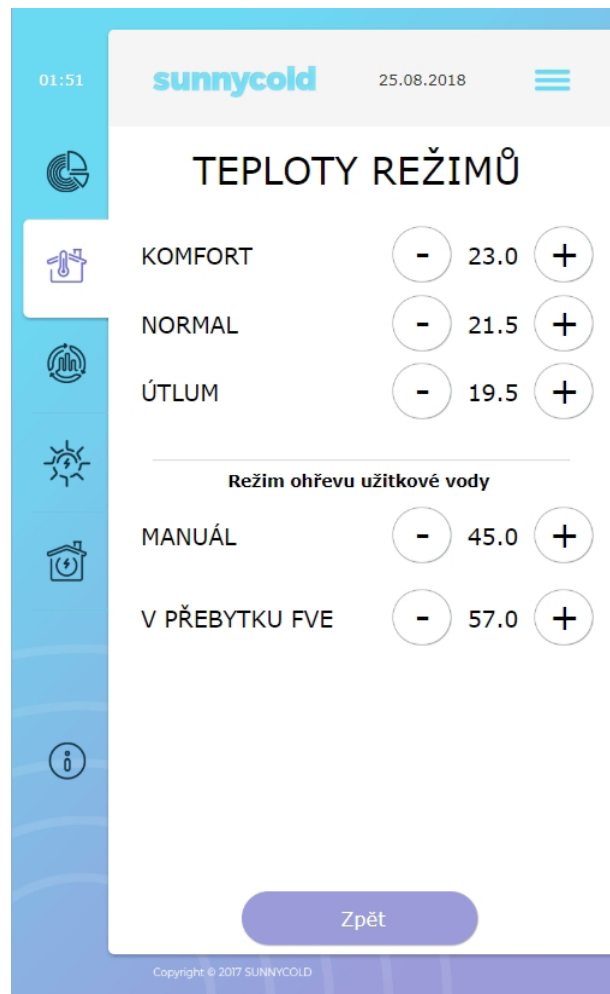 01:51
sunnycold
25.08.2018
TEPLOTY REŽIMŮ
KOMFORT - 23.0 +
NORMAL - 21.5 +
ÚTLUM - 19.5 +
Režim ohřevu užitkové vody
MANUÁL - 45.0 +
V PŘEBYTKU FVE - 57.0 +
Zpět
Copyright © 2017 SUNNYCOLD